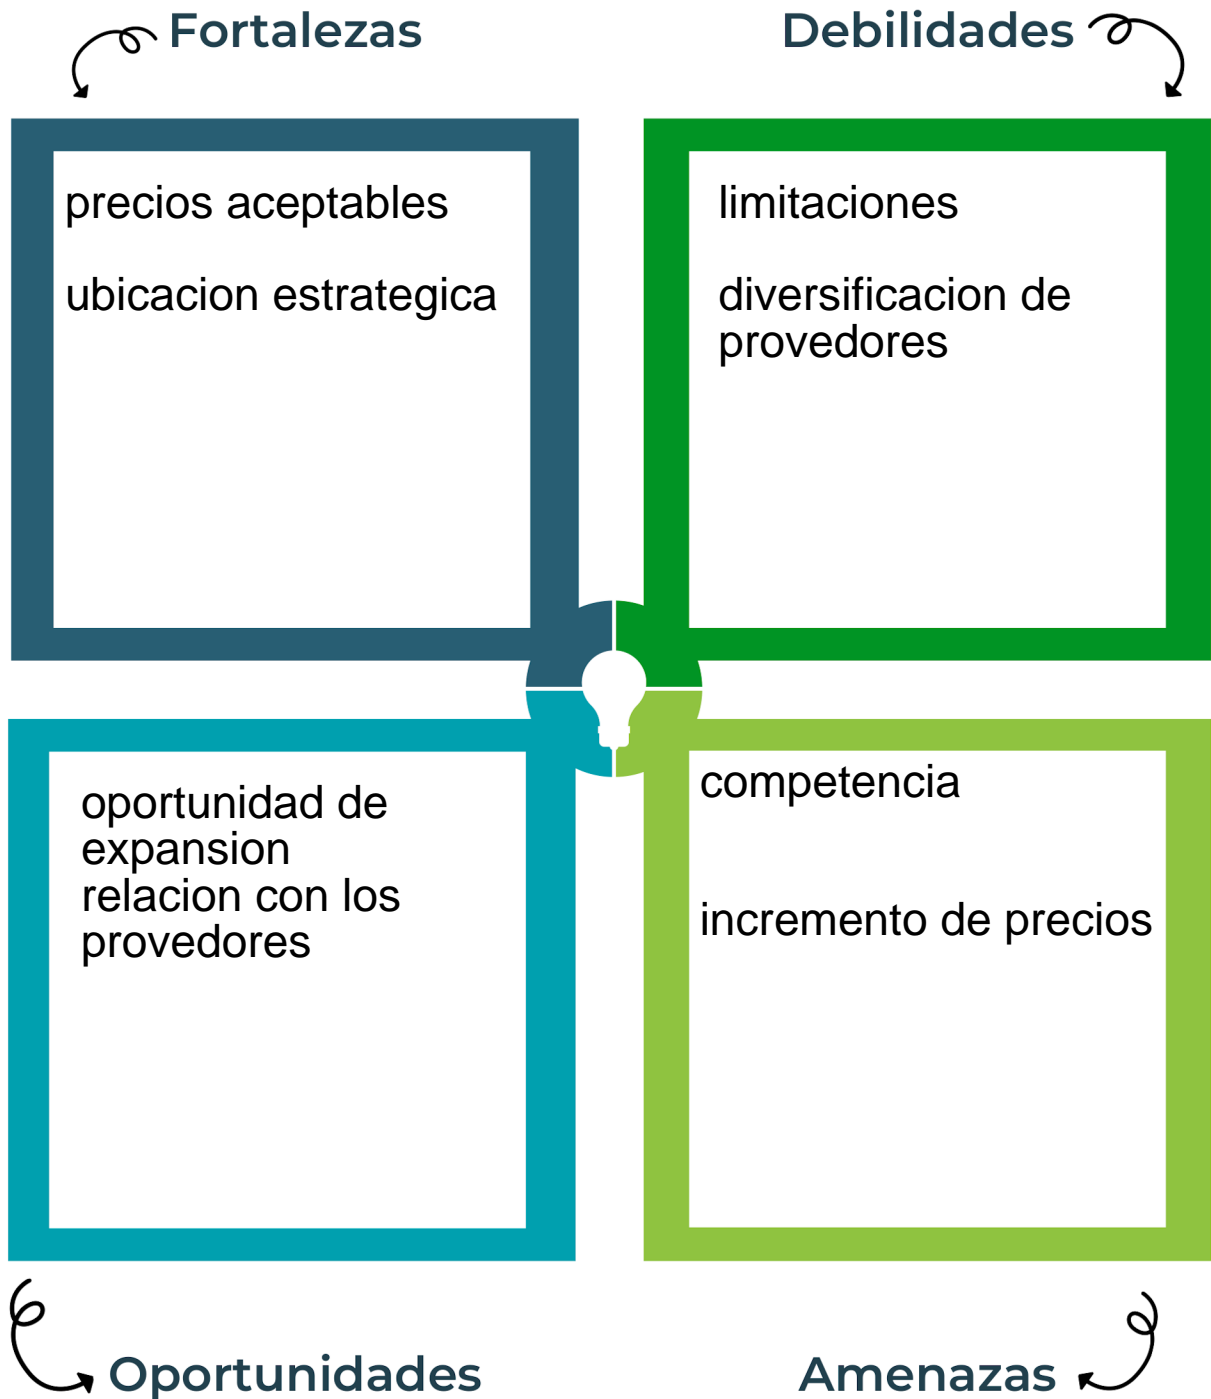 Fortalezas
precios aceptables
ubicacion estrategica
Debilidades
limitaciones
diversificacion de
provedores
oportunidad de
expansion
relacion con los
provedores
Oportunidades
competencia
incremento de precios
Amenazas